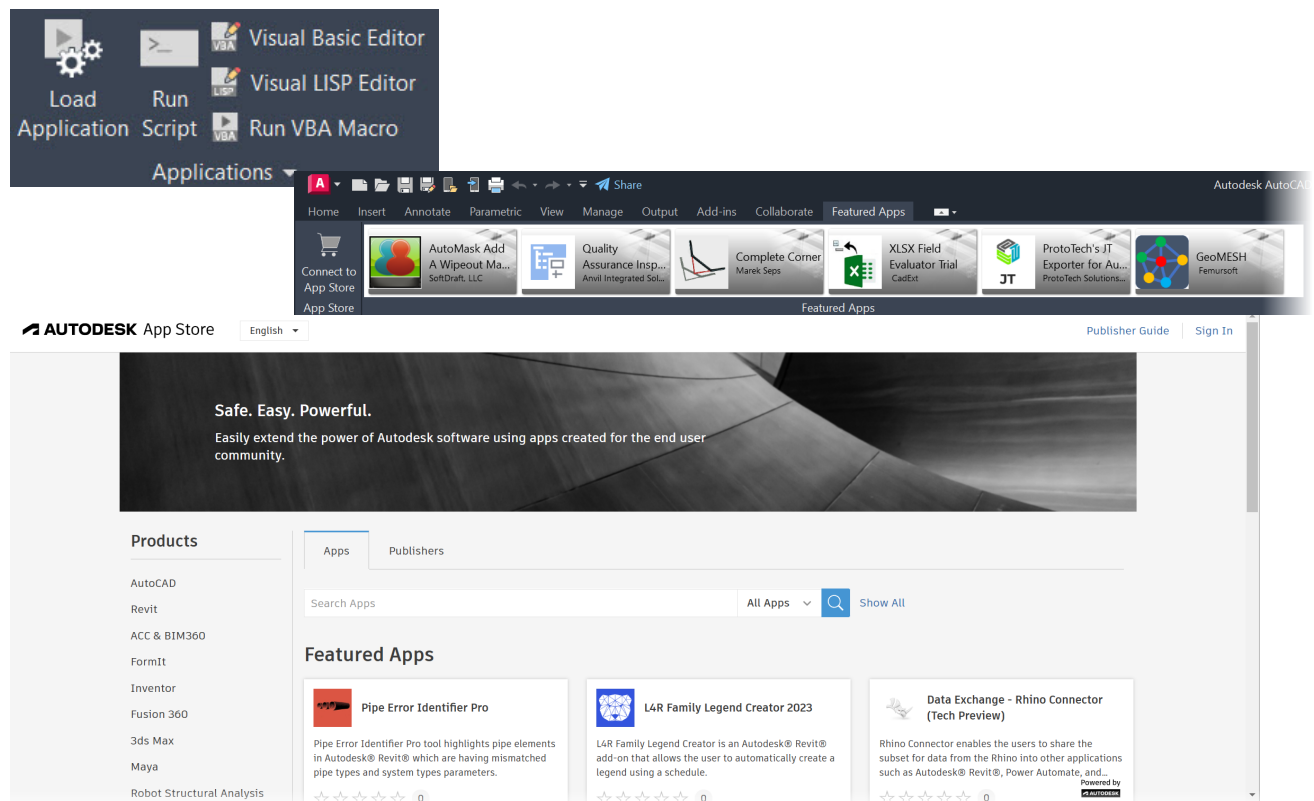 Load
Application
Run
Script
Visual Basic Editor
Visual LISP Editor
Run VBA Macro
VBA
LISP
VBA
>_
Applications
A
Share
Autodesk AutoCAD
Home Insert Annotate Parametric View Manage Output Add-ins Collaborate Featured Apps
Connect to
App Store
App Store
AutoMask Add
A Wipeout Ma...
SoftDraft, LLC
Quality
Assurance Insp...
Anvil Integrated Sol...
Complete Corner
Marek Seps
XLSX Field
Evaluator Trial
CadExt
JT
ProtoTech's JT
Exporter for Au...
ProtoTech Solutions...
GeoMESH
Femursoft
Featured Apps
AUTODESK App Store
English
Publisher Guide
Sign In
Safe. Easy. Powerful.
Easily extend the power of Autodesk software using apps created for the end user
community.
Products
AutoCAD
Revit
ACC & BIM360
FormIt
Inventor
Fusion 360
3ds Max
Maya
Robot Structural Analysis
Apps
Publishers
Search Apps
All Apps
Show All
Featured Apps
Pipe Error Identifier Pro
Pipe Error Identifier Pro tool highlights pipe elements
in Autodesk® Revit® which are having mismatched
pipe types and system types parameters.
0
L4R Family Legend Creator 2023
L4R Family Legend Creator is an Autodesk® Revit®
add-on that allows the user to automatically create a
legend using a schedule.
0
Data Exchange - Rhino Connector
(Tech Preview)
Rhino Connector enables the users to share the
subset for data from the Rhino into other applications
such as Autodesk® Revit®, Power Automate, and...
0
Powered by
AUTODESK